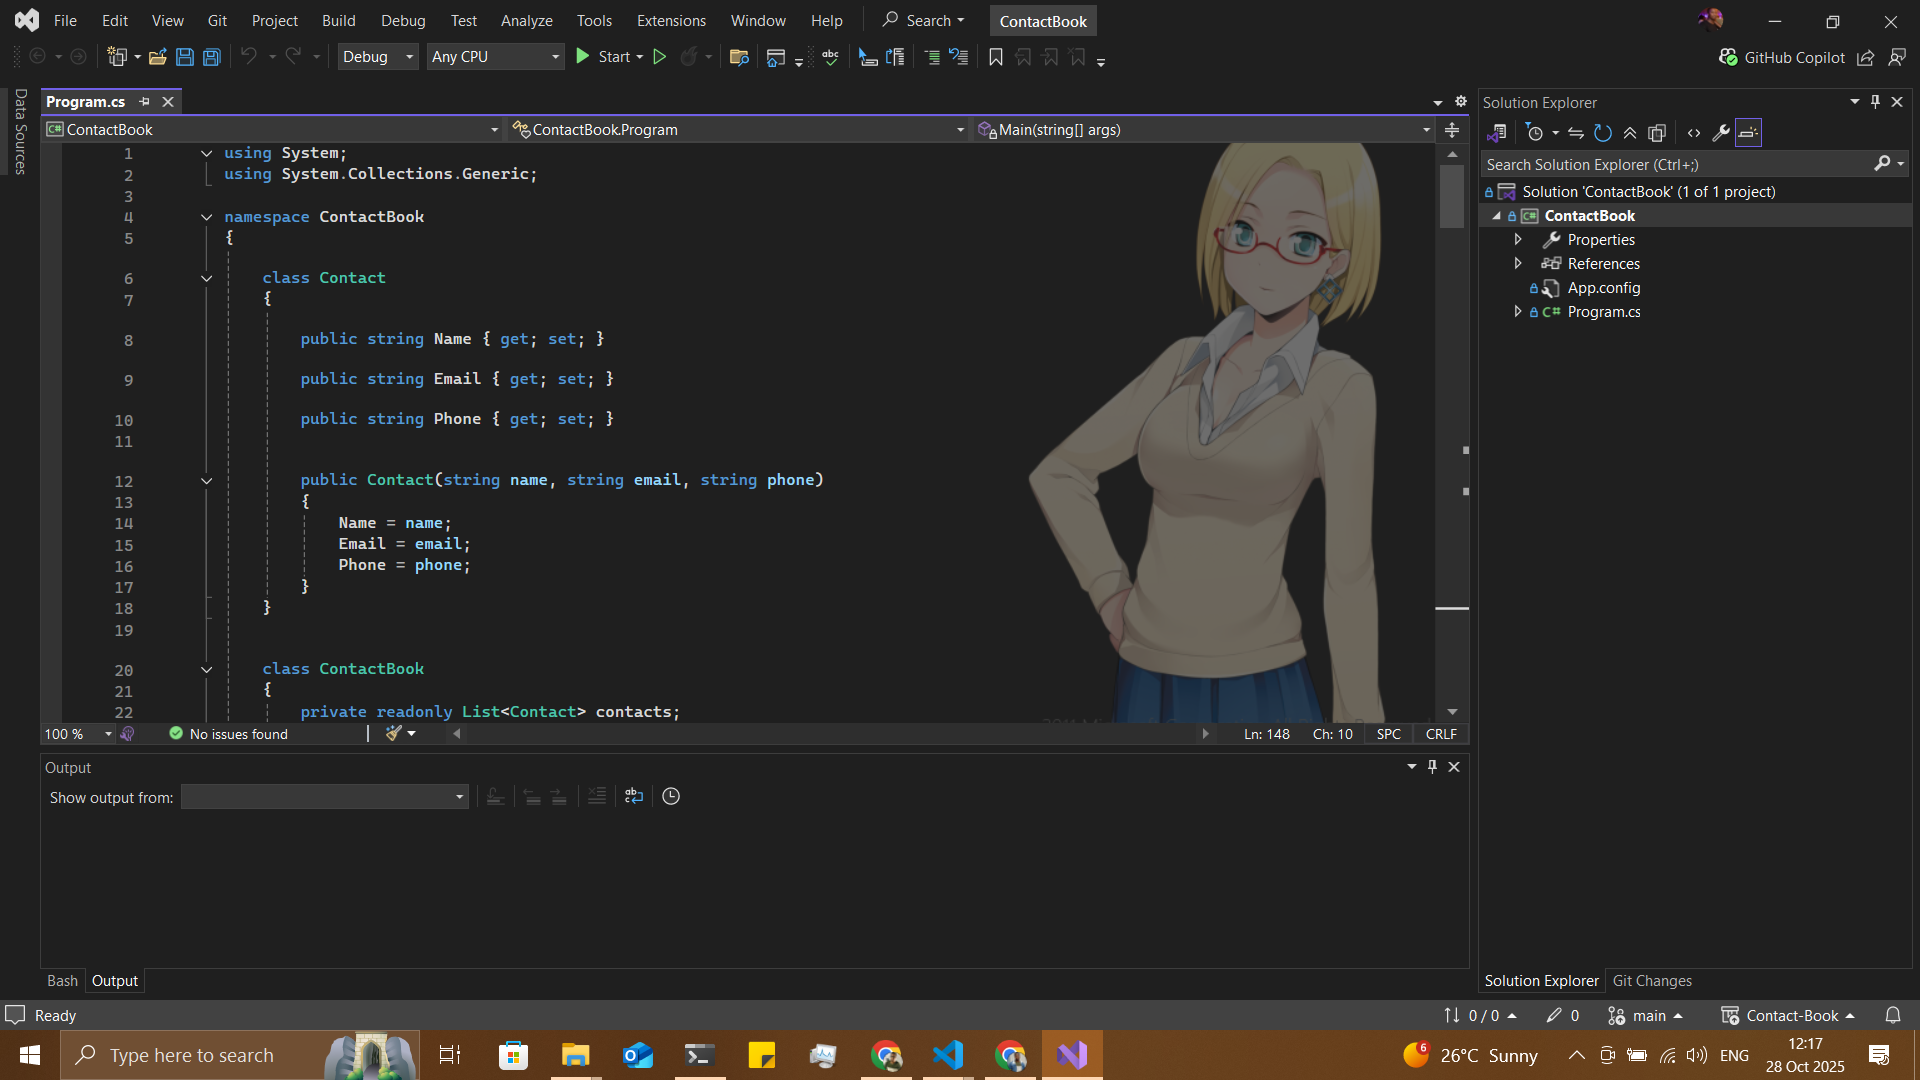 File Edit View Git Project Build Debug Test Analyze Tools Extensions Window Help Search ContactBook
Debug Any CPU Start GitHub Copilot
Data Sources
Program.cs
ContactBook ContactBook.Program Main(string[] args)
1 using System;
2 using System.Collections.Generic;
3
4 namespace ContactBook
5 {
6 class Contact
7 {
8 public string Name { get; set; }
9 public string Email { get; set; }
10 public string Phone { get; set; }
11
12 public Contact(string name, string email, string phone)
13 {
14 Name = name;
15 Email = email;
16 Phone = phone;
17 }
18 }
19
20 class ContactBook
21 {
22 private readonly List<Contact> contacts;
100 % No issues found Ln: 148 Ch: 10 SPC CRLF
Output
Show output from:
Bash Output
Solution Explorer
Search Solution Explorer (Ctrl+;)
Solution 'ContactBook' (1 of 1 project)
ContactBook
Properties
References
App.config
Program.cs
Solution Explorer Git Changes
Ready 0 / 0 0 main Contact-Book
Type here to search 6 26°C Sunny ENG 12:17
28 Oct 2025